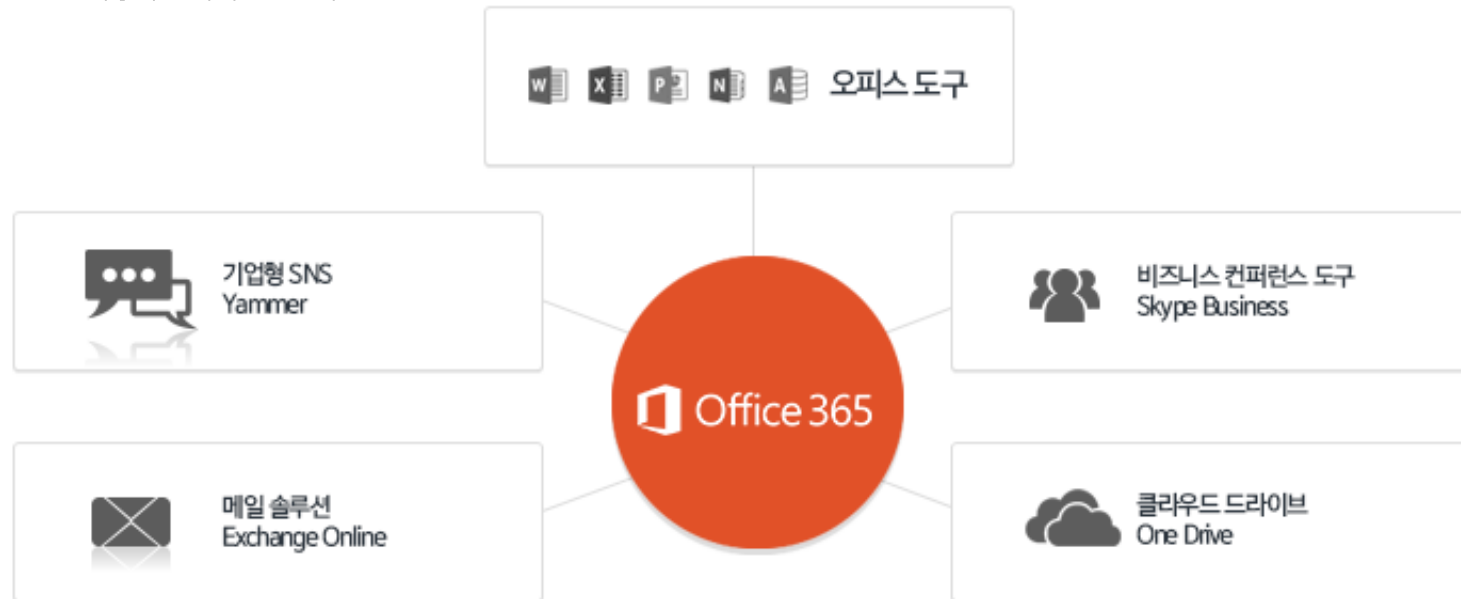 W X P N A 오피스 도구
기업형 SNS
Yammer
비즈니스 컨퍼런스 도구
Skype Business
Office 365
메일 솔루션
Exchange Online
클라우드 드라이브
One Drive